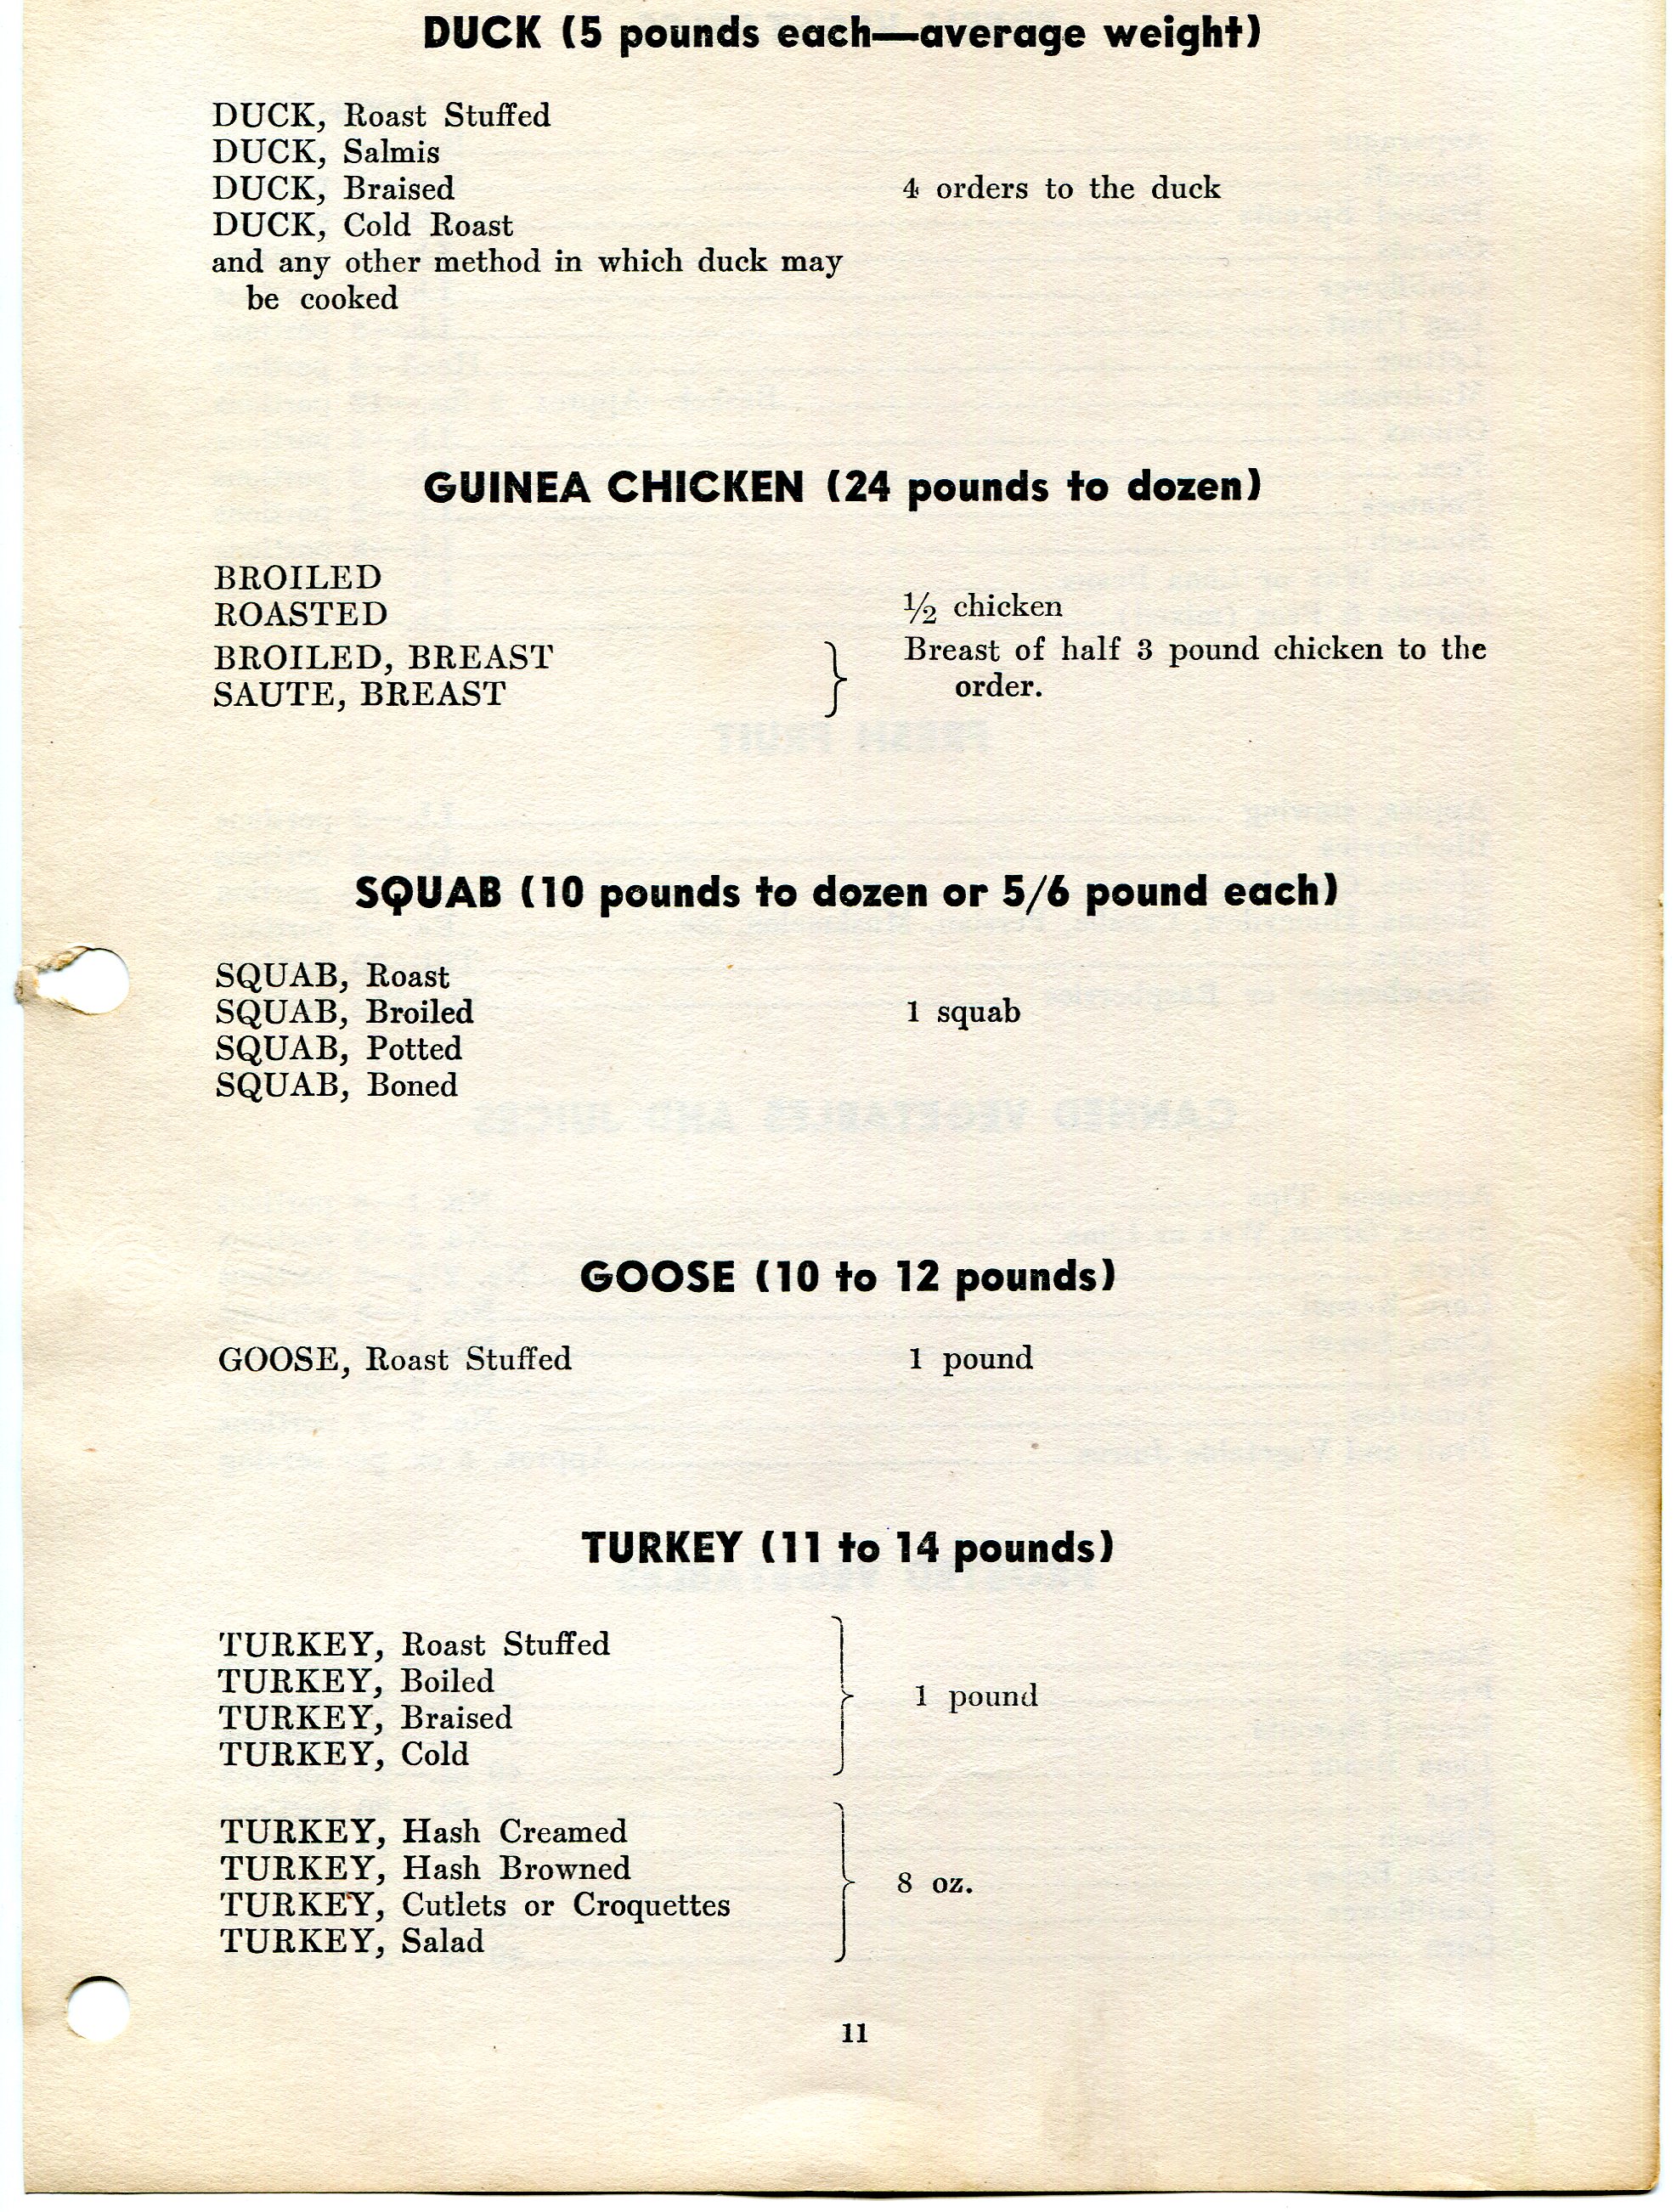 DUCK (5 pounds each—average weight)
DUCK, Roast Stuffed
DUCK, Salmis
DUCK, Braised
4 orders to the duck
DUCK, Cold Roast
and any other method in which duck may
be cooked
GUINEA CHICKEN (24 pounds to dozen)
BROILED
ROASTED
½ chicken
BROILED, BREAST
SAUTE, BREAST
Breast of half 3 pound chicken to the
order.
SQUAB (10 pounds to dozen or 5/6 pound each)
SQUAB, Roast
SQUAB, Broiled
1 squab
SQUAB, Potted
SQUAB, Boned
GOOSE (10 to 12 pounds)
GOOSE, Roast Stuffed
1 pound
TURKEY (11 to 14 pounds)
TURKEY, Roast Stuffed
TURKEY, Boiled
TURKEY, Braised
TURKEY, Cold
1 pound
TURKEY, Hash Creamed
TURKEY, Hash Browned
TURKEY, Cutlets or Croquettes
TURKEY, Salad
8 oz.
11